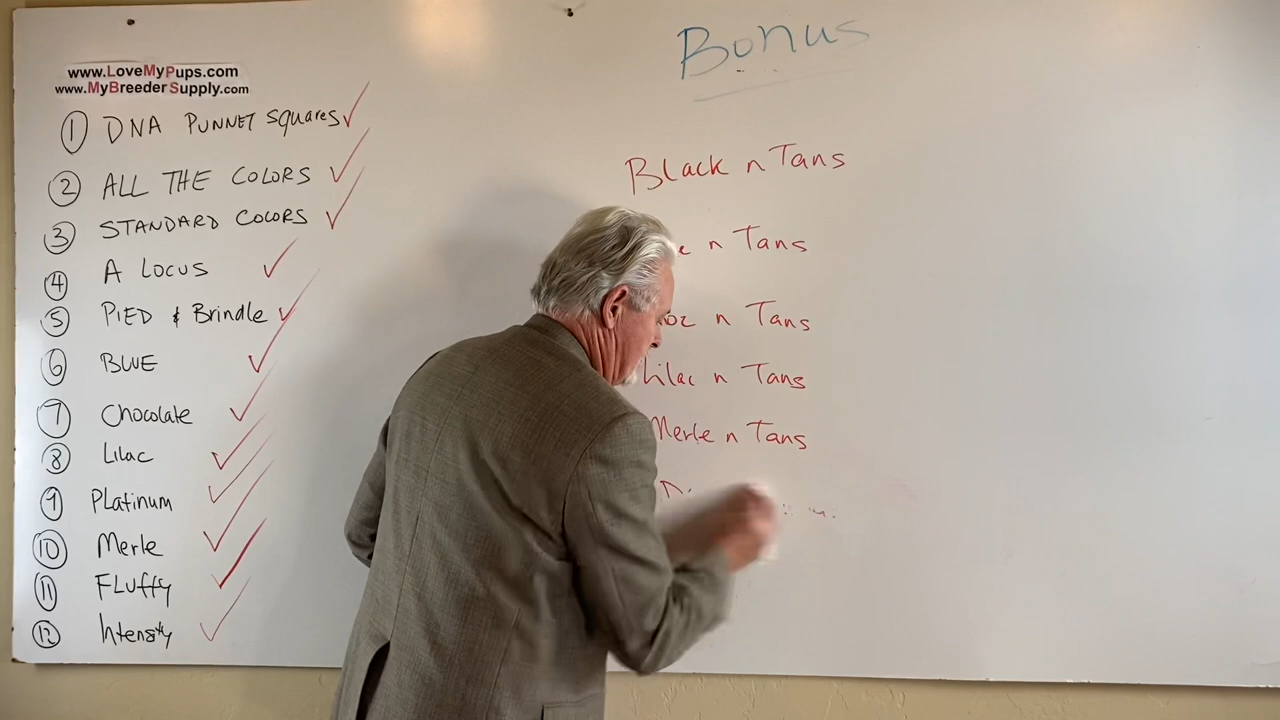 www.LoveMyPups.com
www.MyBreederSupply.com
1 DNA PUNNET Squares
2 ALL THE COLORS
3 STANDARD COLORS
4 A LOCUS
5 PIED & Brindle
6 BLUE
7 Chocolate
8 Lilac
9 Platinum
10 Merle
11 FLuffy
12 Intensity
Bonus
Black n Tans
n Tans
n Tans
Lilac n Tans
Merle n Tans